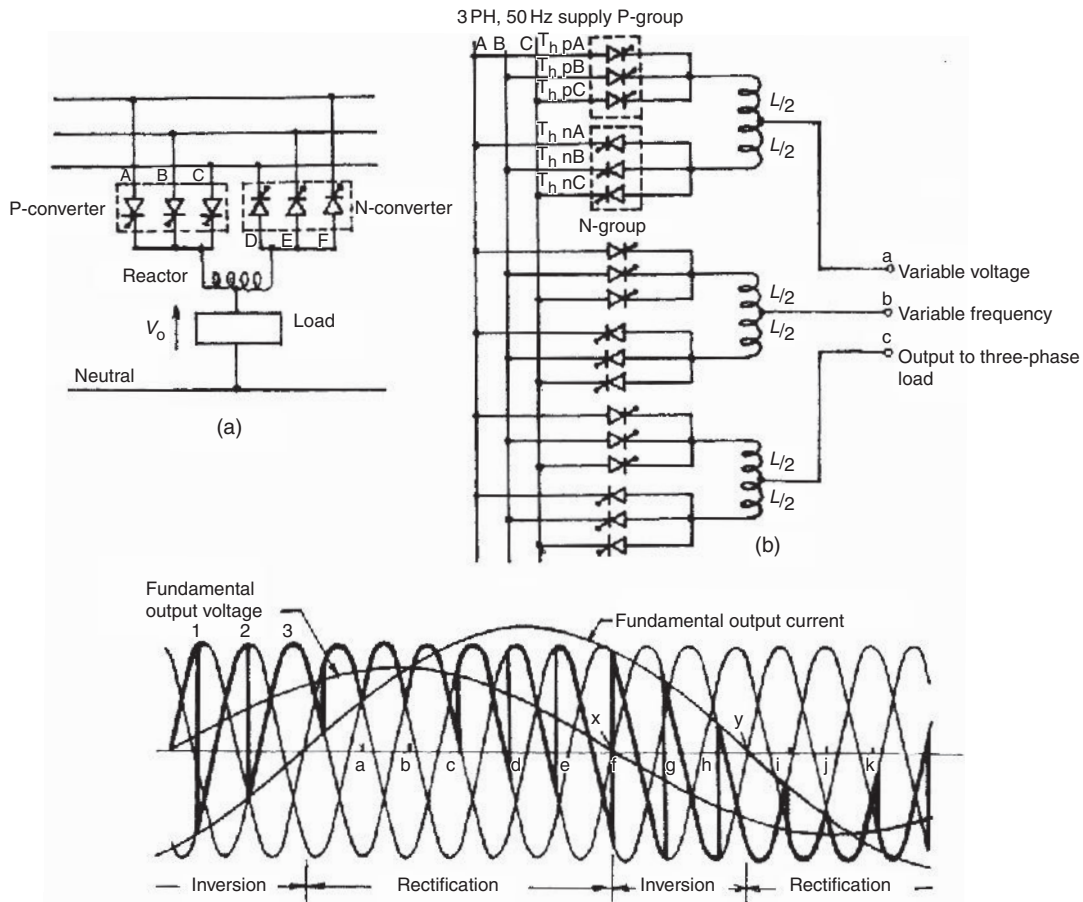 3 PH, 50 Hz supply P-group
A B C
Th pA
Th pB
Th pC
Th nA
Th nB
Th nC
N-group
L/2
L/2
L/2
L/2
L/2
L/2
a
Variable voltage
b
Variable frequency
c
Output to three-phase
load
(b)
A B C
P-converter
N-converter
D E F
Reactor
Vo
Load
Neutral
(a)
Fundamental
output voltage
Fundamental output current
1 2 3
x y
a b c d e f g h i j k
Inversion Rectification Inversion Rectification